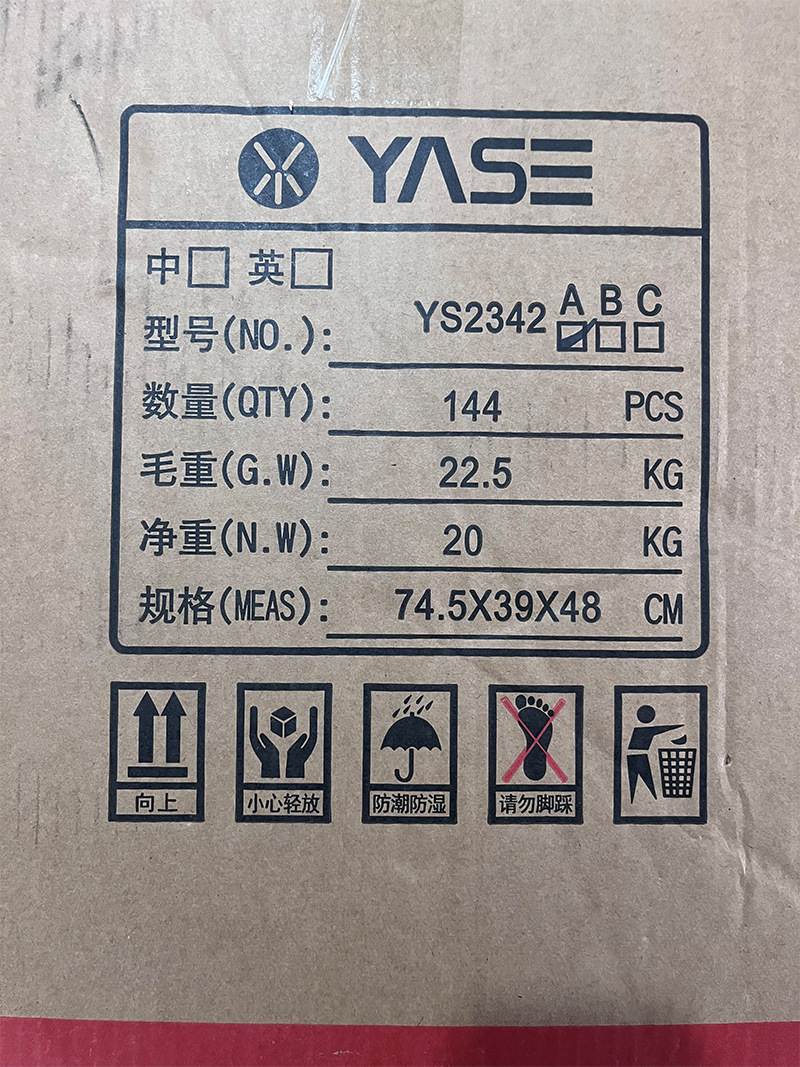 YASE
中□ 英□
型号(NO.): YS2342 A☑ B□ C□
数量(QTY): 144 PCS
毛重(G.W): 22.5 KG
净重(N.W): 20 KG
规格(MEAS): 74.5X39X48 CM
向上 小心轻放 防潮防湿 请勿脚踩